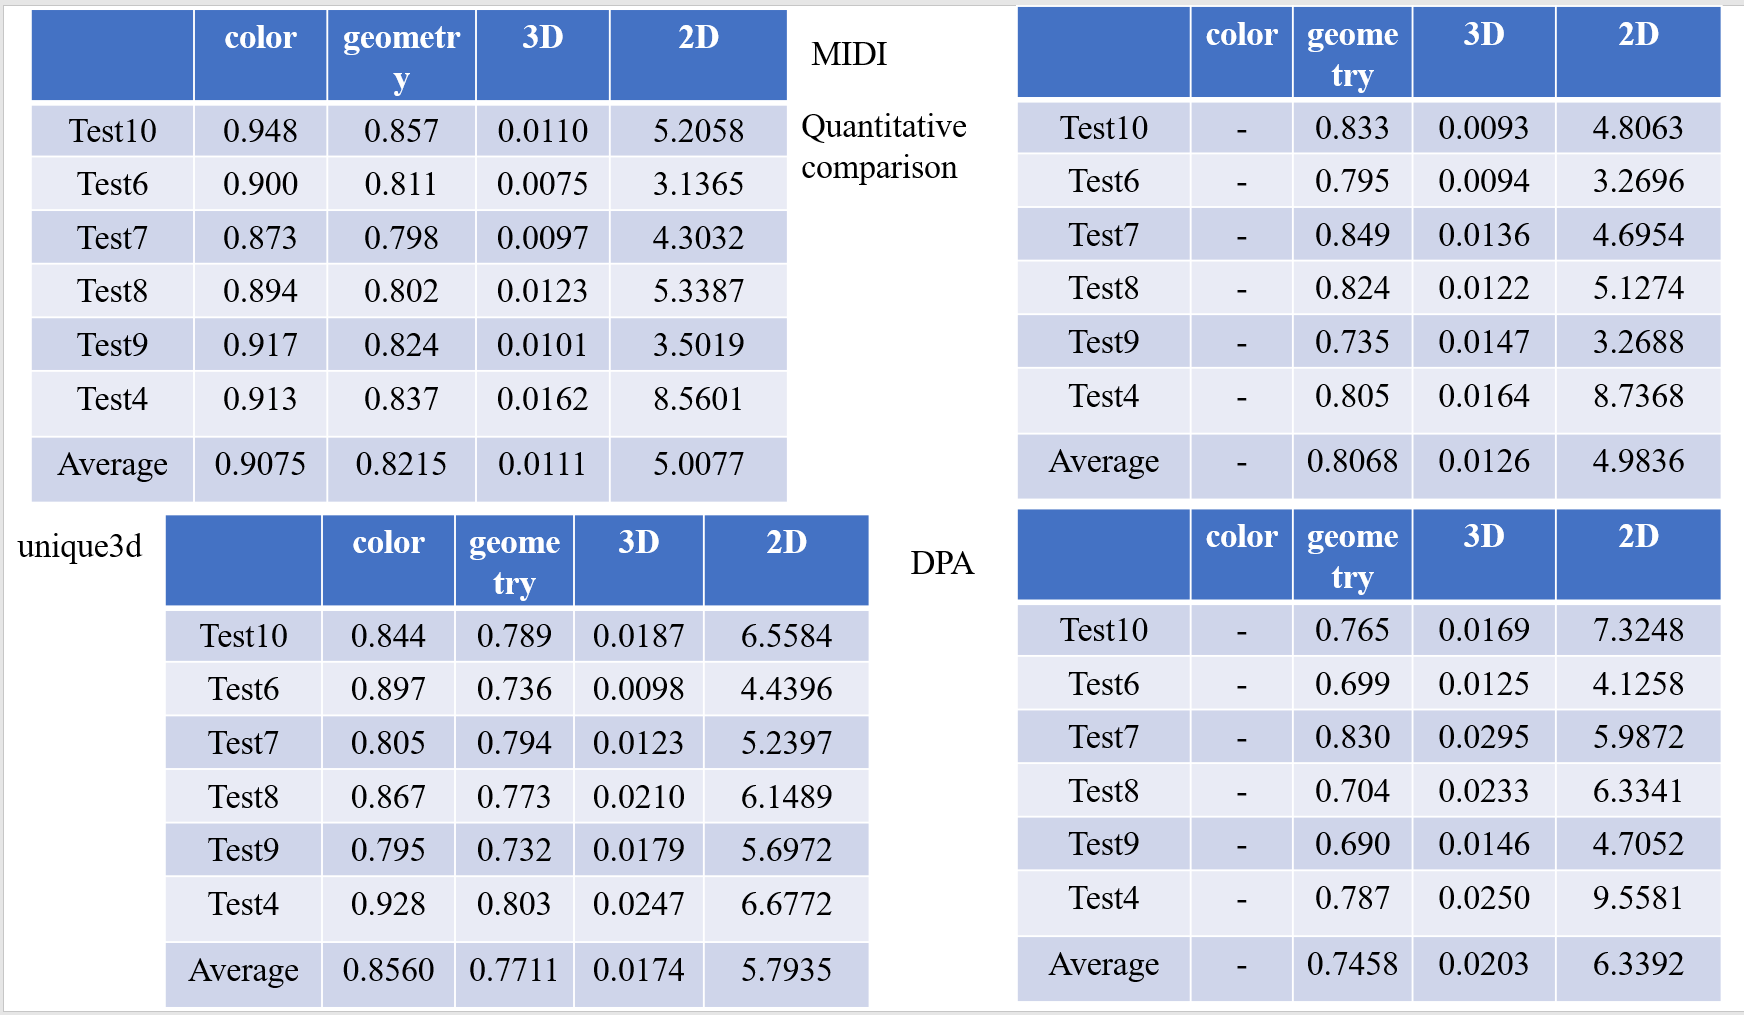 color geometr 3D 2D
y
Test10 0.948 0.857 0.0110 5.2058
Test6 0.900 0.811 0.0075 3.1365
Test7 0.873 0.798 0.0097 4.3032
Test8 0.894 0.802 0.0123 5.3387
Test9 0.917 0.824 0.0101 3.5019
Test4 0.913 0.837 0.0162 8.5601
Average 0.9075 0.8215 0.0111 5.0077
MIDI
Quantitative
comparison
color geome 3D 2D
try
Test10 - 0.833 0.0093 4.8063
Test6 - 0.795 0.0094 3.2696
Test7 - 0.849 0.0136 4.6954
Test8 - 0.824 0.0122 5.1274
Test9 - 0.735 0.0147 3.2688
Test4 - 0.805 0.0164 8.7368
Average - 0.8068 0.0126 4.9836
unique3d
color geome 3D 2D
try
Test10 0.844 0.789 0.0187 6.5584
Test6 0.897 0.736 0.0098 4.4396
Test7 0.805 0.794 0.0123 5.2397
Test8 0.867 0.773 0.0210 6.1489
Test9 0.795 0.732 0.0179 5.6972
Test4 0.928 0.803 0.0247 6.6772
Average 0.8560 0.7711 0.0174 5.7935
DPA
color geome 3D 2D
try
Test10 - 0.765 0.0169 7.3248
Test6 - 0.699 0.0125 4.1258
Test7 - 0.830 0.0295 5.9872
Test8 - 0.704 0.0233 6.3341
Test9 - 0.690 0.0146 4.7052
Test4 - 0.787 0.0250 9.5581
Average - 0.7458 0.0203 6.3392